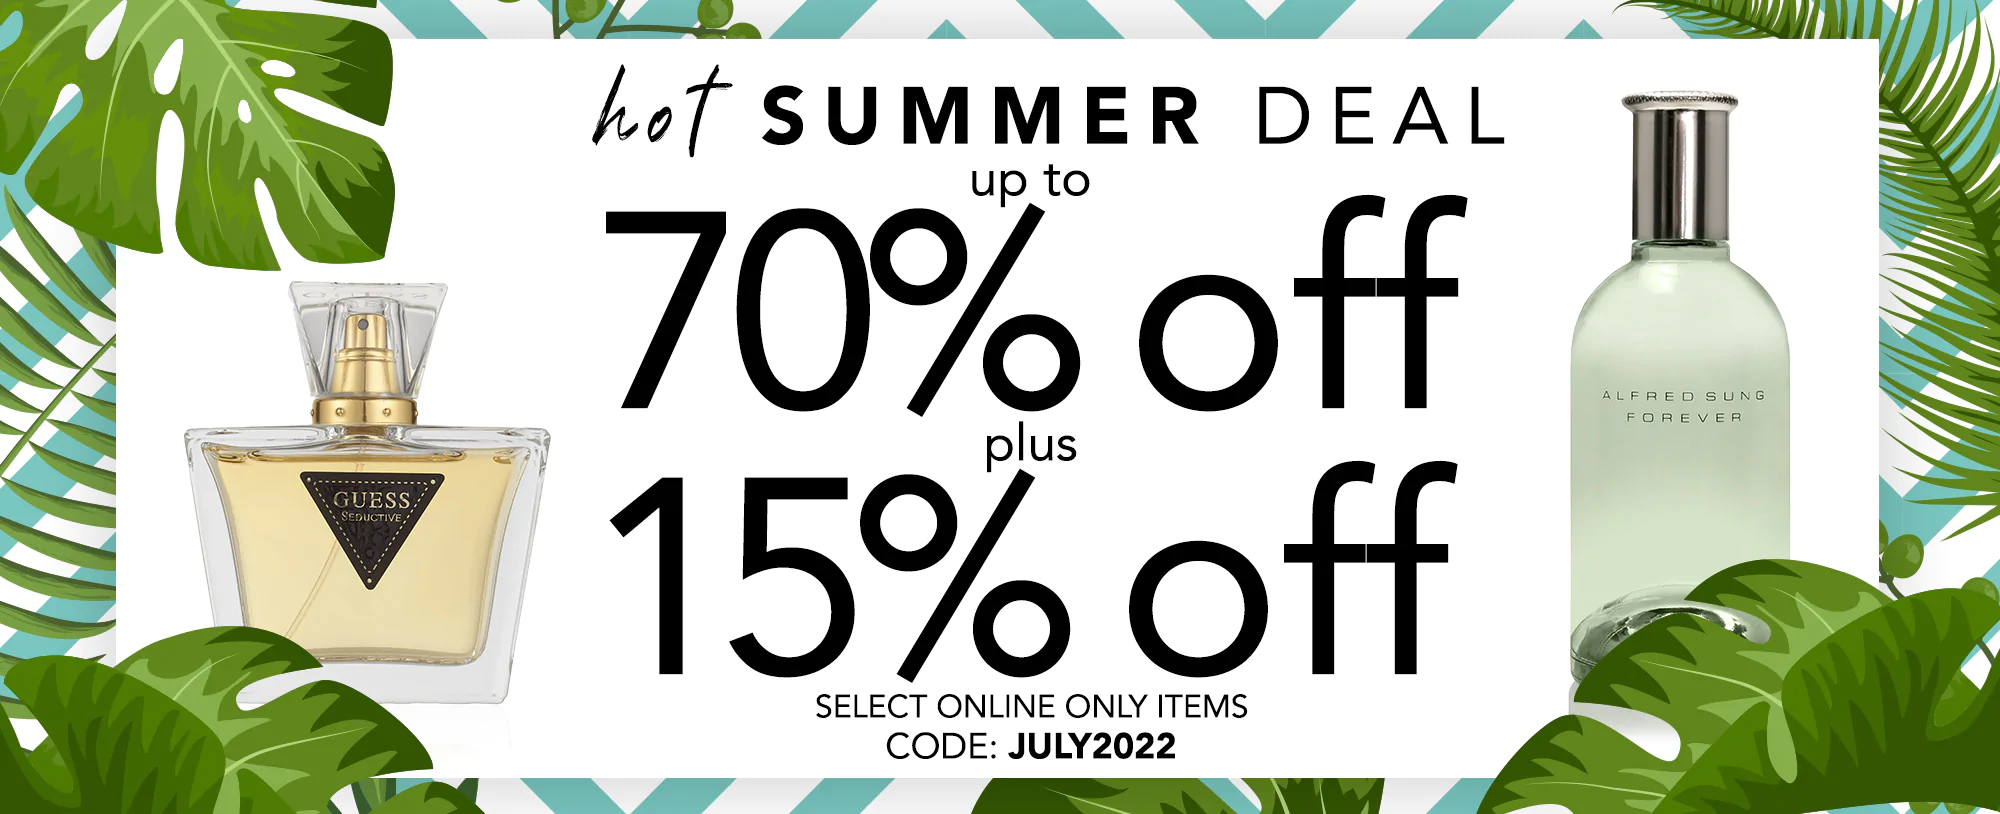 hot SUMMER DEAL
up to
70% off
plus
15% off
SELECT ONLINE ONLY ITEMS
CODE: JULY2022
GUESS
SEDUCTIVE
ALFRED SUNG
FOREVER